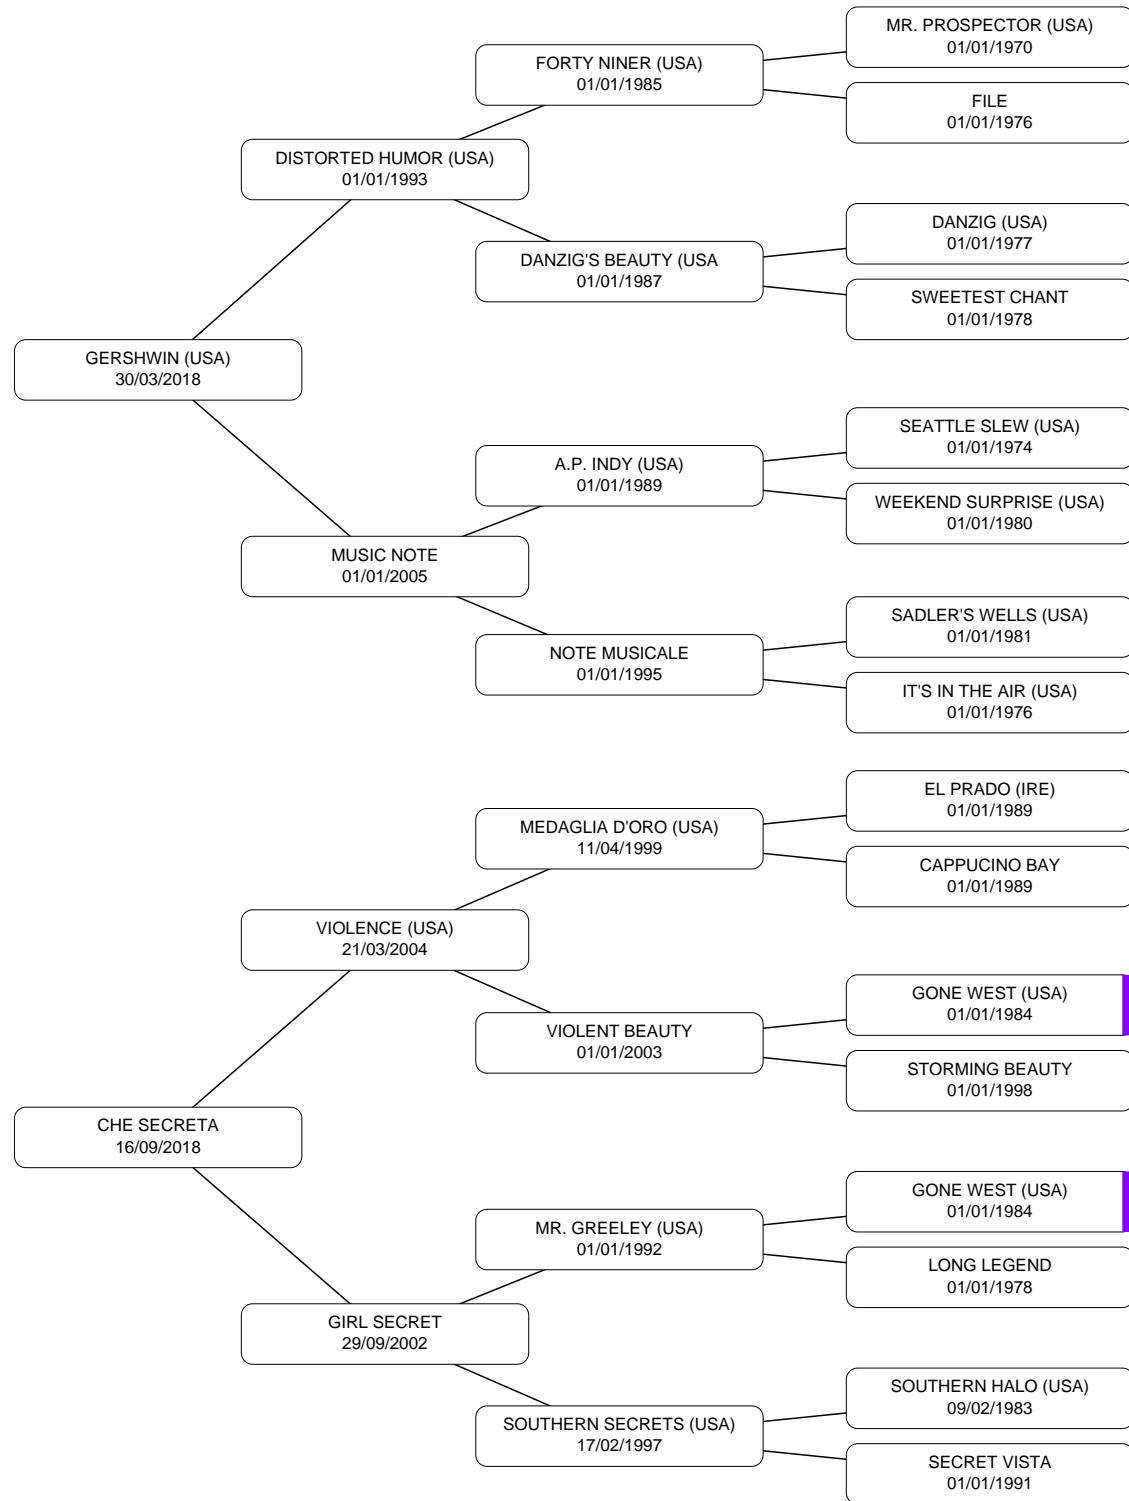 MR. PROSPECTOR (USA)
01/01/1970
FORTY NINER (USA)
01/01/1985
FILE
01/01/1976
DISTORTED HUMOR (USA)
01/01/1993
DANZIG (USA)
01/01/1977
DANZIG'S BEAUTY (USA
01/01/1987
SWEETEST CHANT
01/01/1978
GERSHWIN (USA)
30/03/2018
SEATTLE SLEW (USA)
01/01/1974
A.P. INDY (USA)
01/01/1989
WEEKEND SURPRISE (USA)
01/01/1980
MUSIC NOTE
01/01/2005
SADLER'S WELLS (USA)
01/01/1981
NOTE MUSICALE
01/01/1995
IT'S IN THE AIR (USA)
01/01/1976
EL PRADO (IRE)
01/01/1989
MEDAGLIA D'ORO (USA)
11/04/1999
CAPPUCINO BAY
01/01/1989
VIOLENCE (USA)
21/03/2004
GONE WEST (USA)
01/01/1984
VIOLENT BEAUTY
01/01/2003
STORMING BEAUTY
01/01/1998
CHE SECRETA
16/09/2018
GONE WEST (USA)
01/01/1984
MR. GREELEY (USA)
01/01/1992
LONG LEGEND
01/01/1978
GIRL SECRET
29/09/2002
SOUTHERN HALO (USA)
09/02/1983
SOUTHERN SECRETS (USA)
17/02/1997
SECRET VISTA
01/01/1991